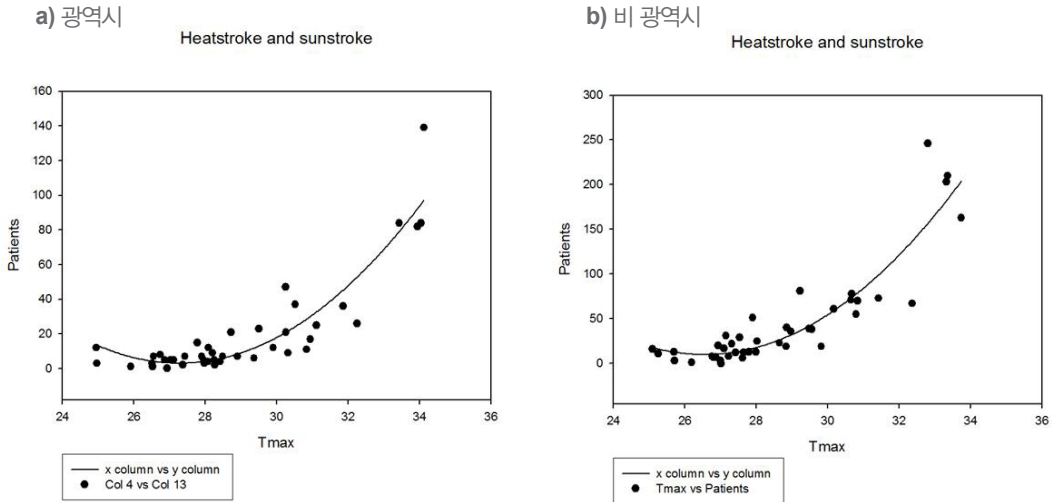 a) 광역시
Heatstroke and sunstroke
160
140
120
100
80
60
40
20
0
Patients
24 26 28 30 32 34 36
Tmax
x column vs y column
Col 4 vs Col 13
b) 비 광역시
Heatstroke and sunstroke
300
250
200
150
100
50
0
Patients
24 26 28 30 32 34 36
Tmax
x column vs y column
Tmax vs Patients